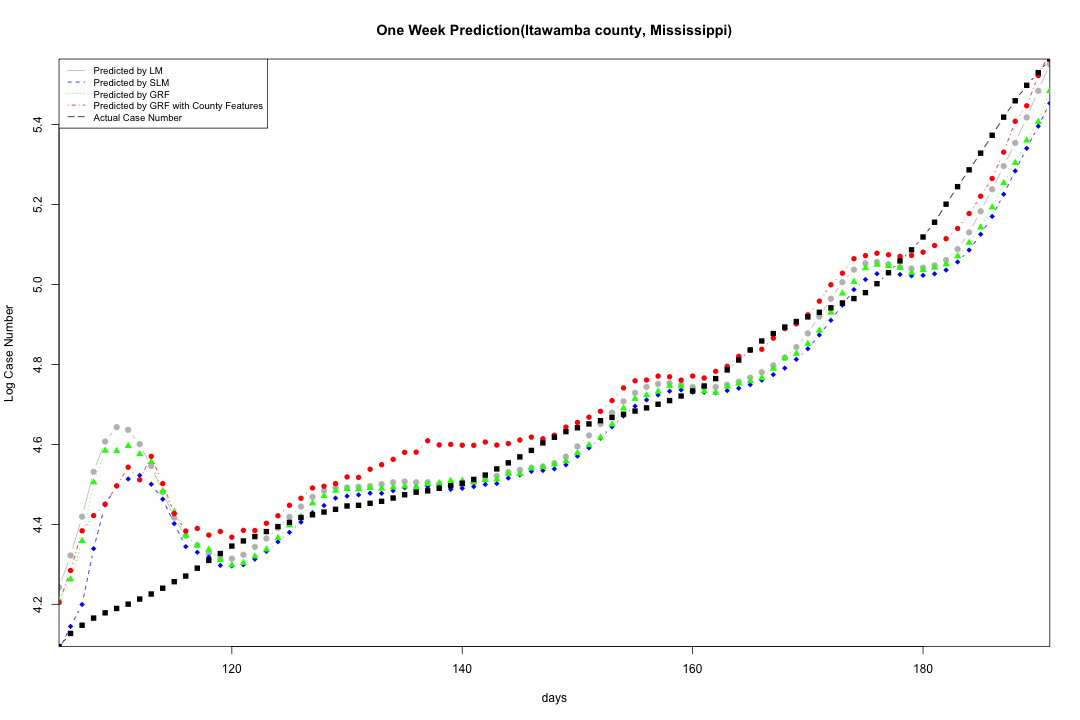 One Week Prediction(Itawamba county, Mississippi)
Predicted by LM
Predicted by SLM
Predicted by GRF
Predicted by GRF with County Features
Actual Case Number
5.4
5.2
5.0
4.8
4.6
4.4
4.2
Log Case Number
120
140
160
180
days